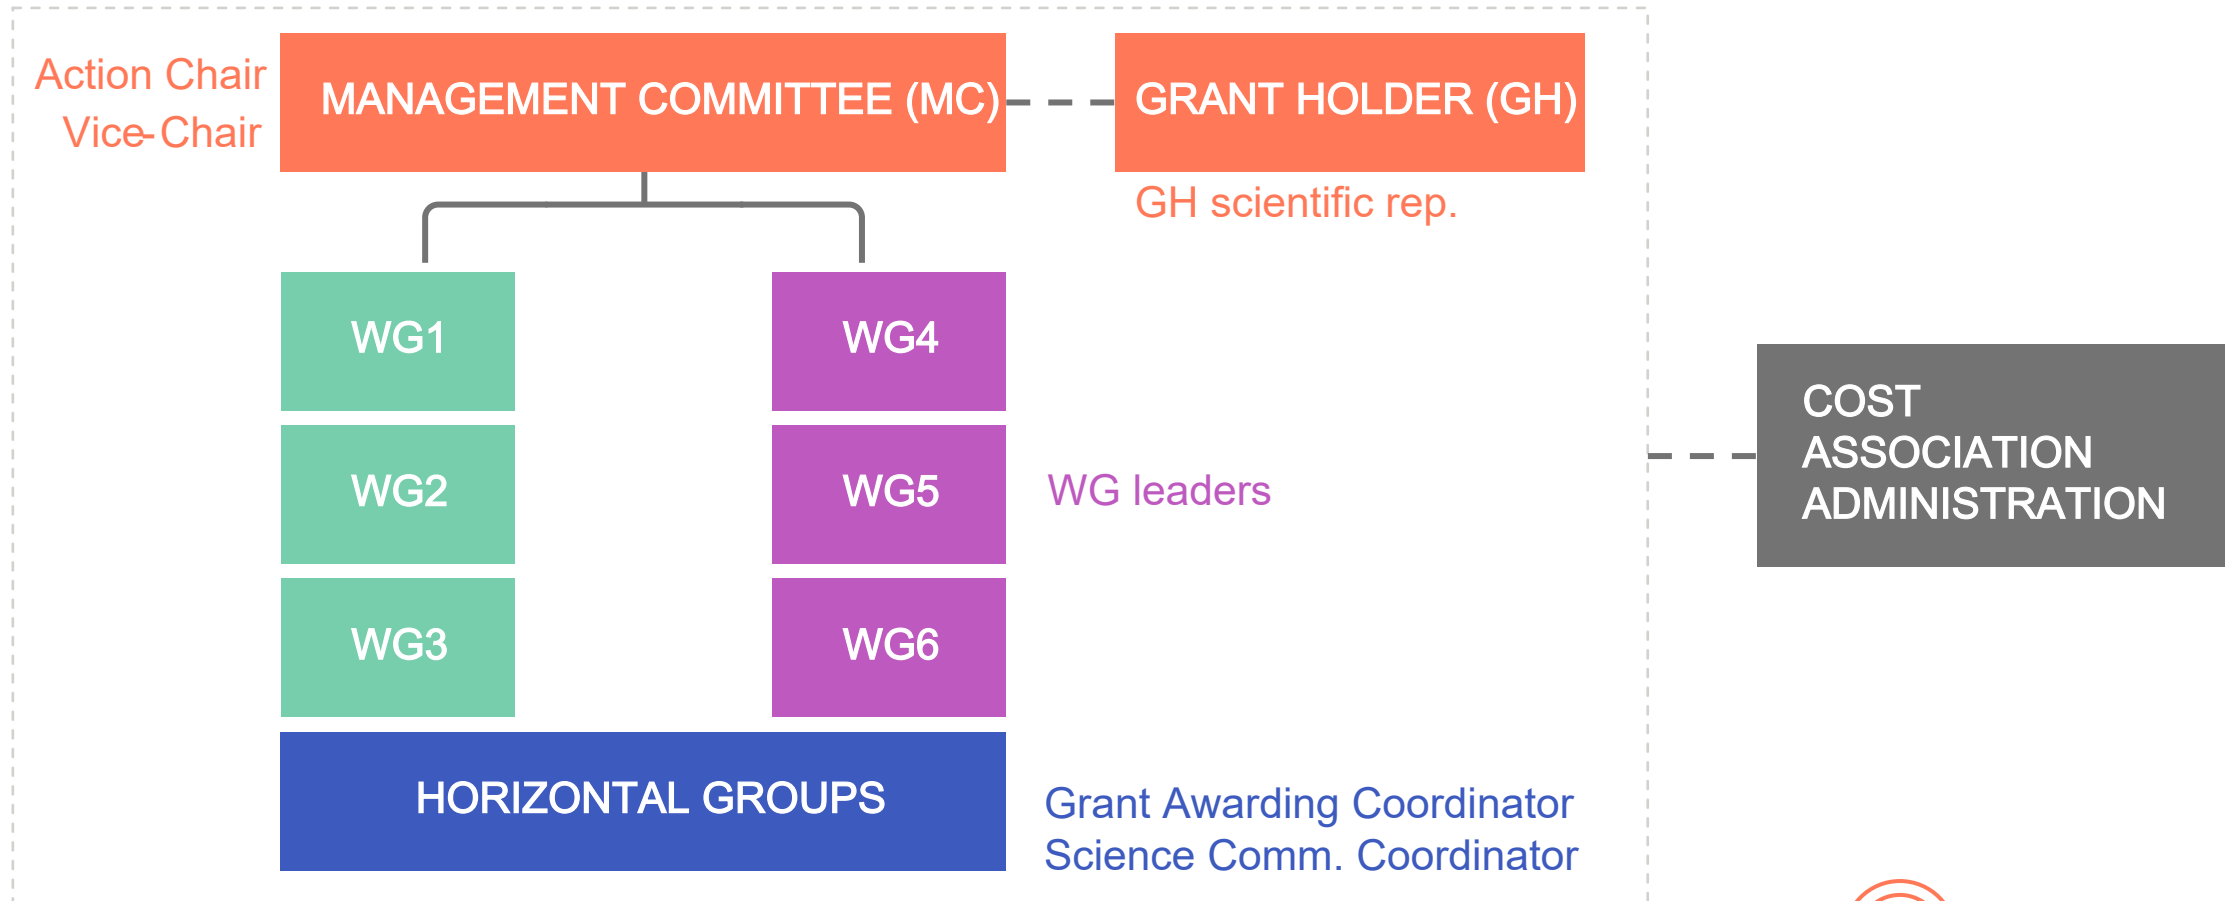 Action Chair
Vice-Chair
MANAGEMENT COMMITTEE (MC)
GRANT HOLDER (GH)
GH scientific rep.
WG1
WG4
WG2
WG5
WG leaders
WG3
WG6
COST
ASSOCIATION
ADMINISTRATION
HORIZONTAL GROUPS
Grant Awarding Coordinator
Science Comm. Coordinator